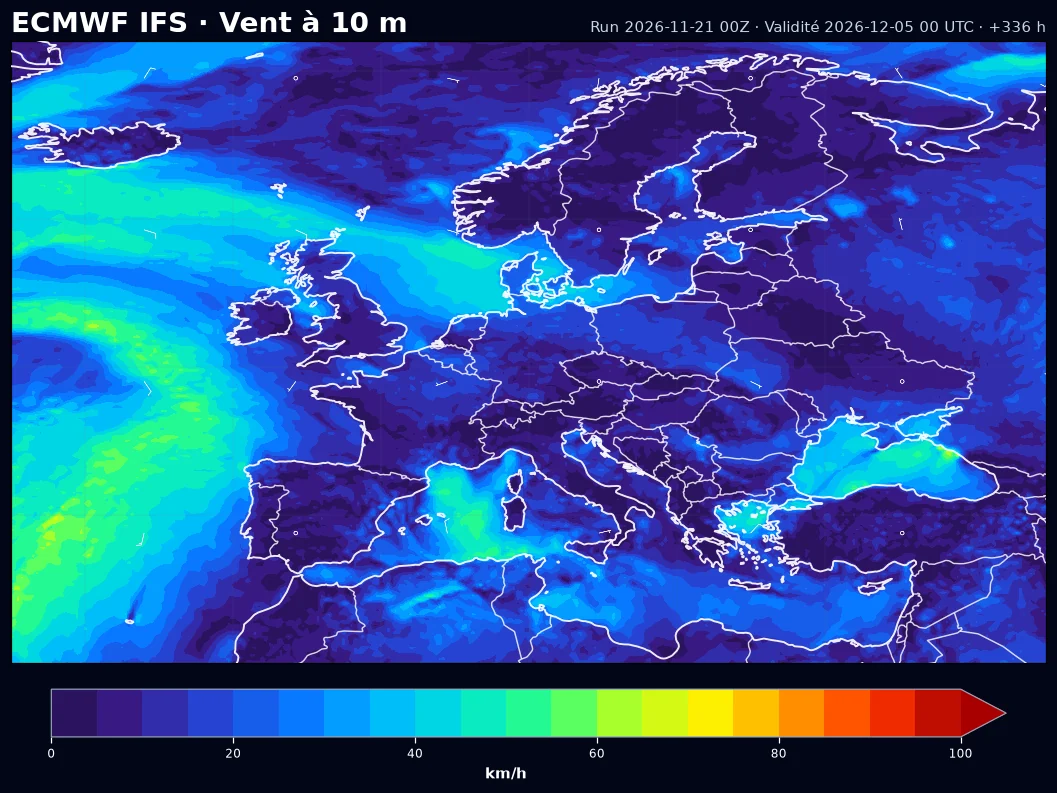 ECMWF IFS · Vent à 10 m
Run 2026-11-21 00Z · Validité 2026-12-05 00 UTC · +336 h
0 20 40 60 80 100
km/h